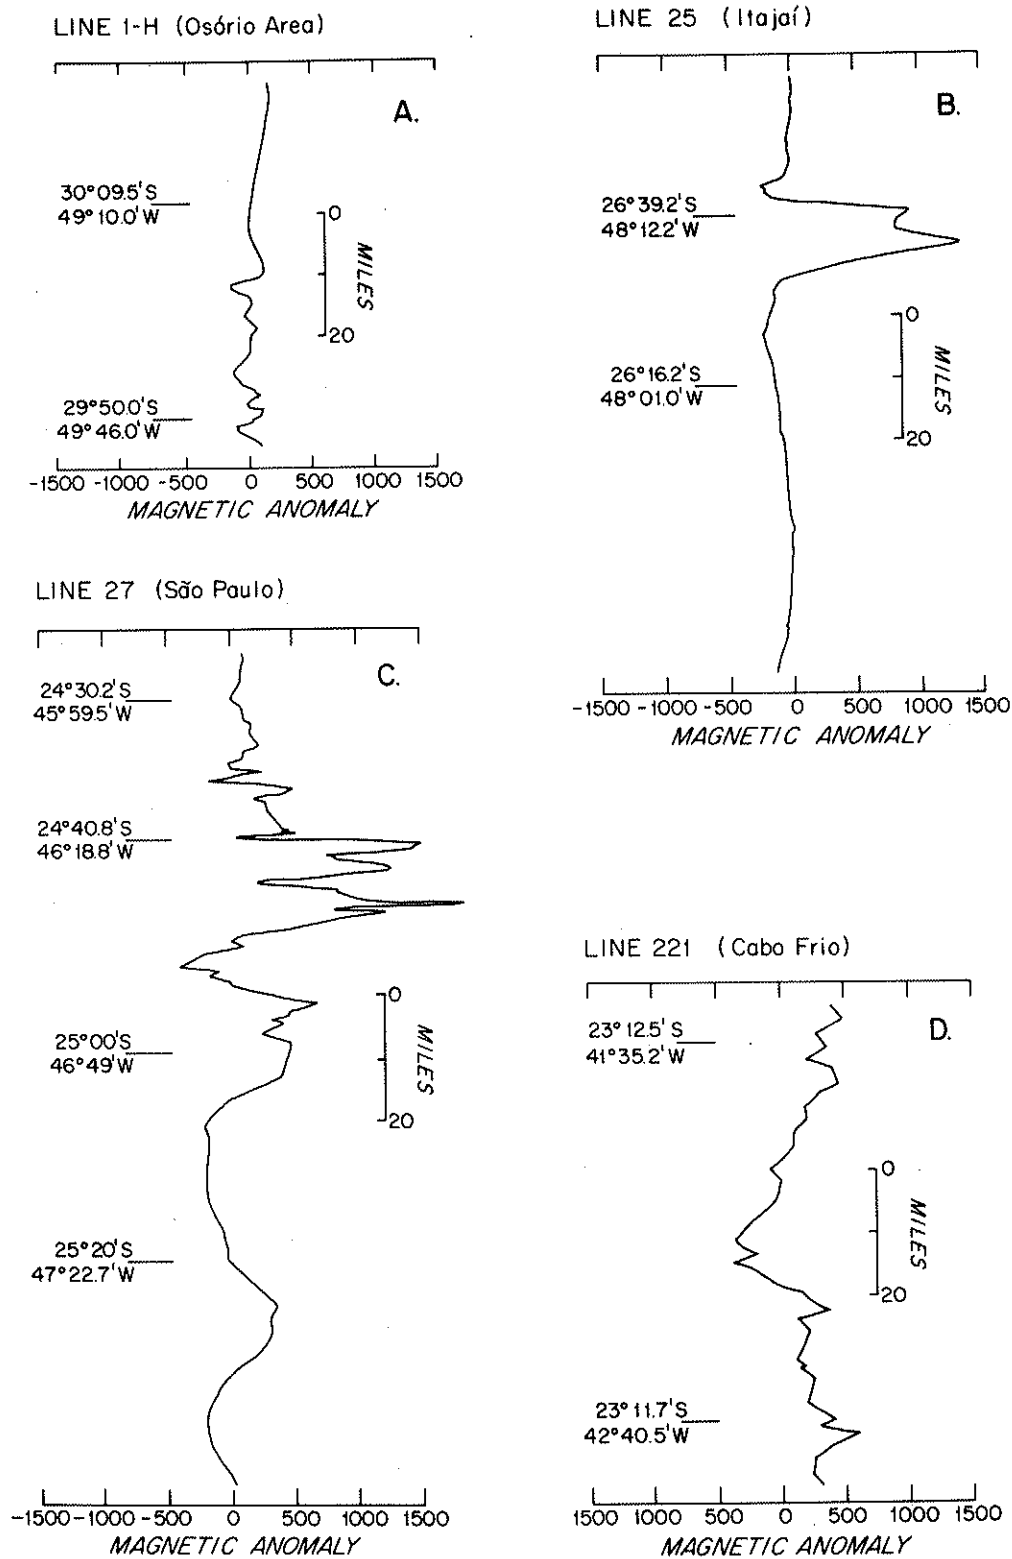 LINE 1-H (Osório Area)
A.
30°09.5'S
49°10.0'W
0
MILES
20
29°50.0'S
49°46.0'W
-1500 -1000 -500 0 500 1000 1500
MAGNETIC ANOMALY
LINE 25 (Itajaí)
B.
26°39.2'S
48°12.2'W
0
MILES
20
26°16.2'S
48°01.0'W
-1500 -1000 -500 0 500 1000 1500
MAGNETIC ANOMALY
LINE 27 (São Paulo)
C.
24°30.2'S
45°59.5'W
24°40.8'S
46°18.8'W
0
MILES
20
25°00'S
46°49'W
25°20'S
47°22.7'W
-1500 -1000 -500 0 500 1000 1500
MAGNETIC ANOMALY
LINE 221 (Cabo Frio)
D.
23°12.5'S
41°35.2'W
0
MILES
20
23°11.7'S
42°40.5'W
1500 1000 500 0 500 1000 1500
MAGNETIC ANOMALY